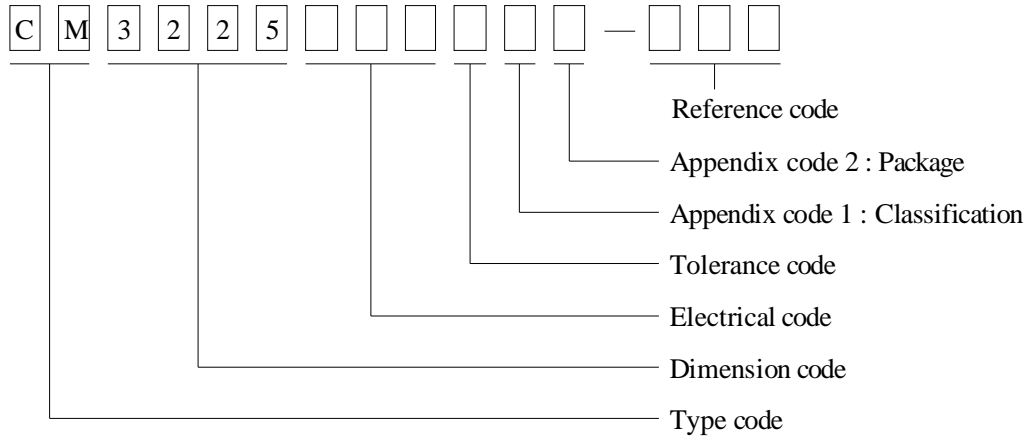 C M 3 2 2 5 —
Reference code
Appendix code 2 : Package
Appendix code 1 : Classification
Tolerance code
Electrical code
Dimension code
Type code